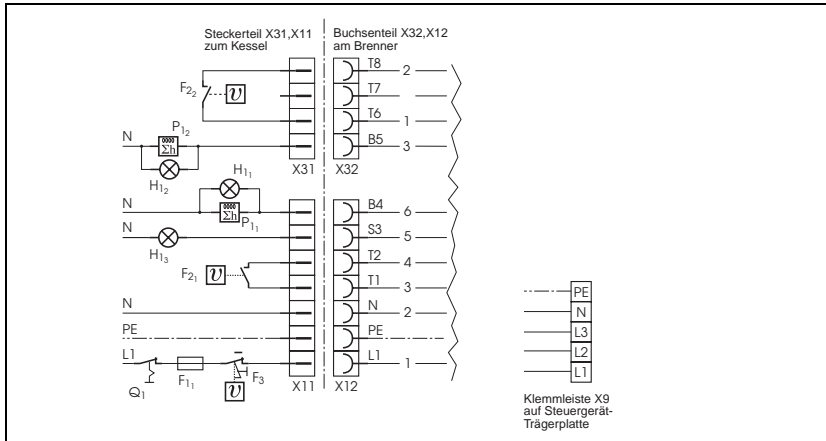 Steckerteil X31,X11
zum Kessel
Buchsenteil X32,X12
am Brenner
T8 2
F2₂ ϑ
T7
T6 1
N P1₂ Σh B5 3
H1₂ X31 X32
H1₁
N Σh P1₁ B4 6
N S3 5
H1₃
F2₁ ϑ T2 4
T1 3
N N 2
PE PE
L1 L1 1
Q1 F1₁ F3 X11 X12
ϑ
PE
N
L3
L2
L1
Klemmleiste X9
auf Steuergerät-
Trägerplatte